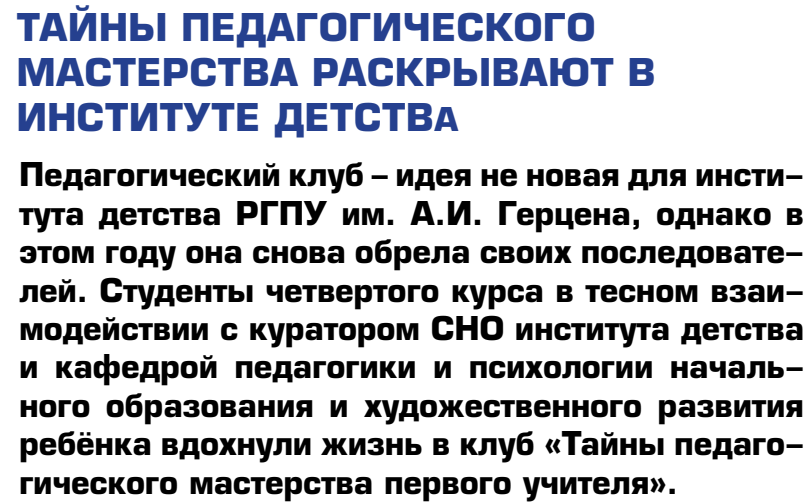 ТАЙНЫ ПЕДАГОГИЧЕСКОГО
МАСТЕРСТВА РАСКРЫВАЮТ В
ИНСТИТУТЕ ДЕТСТВА
Педагогический клуб – идея не новая для инсти-
тута детства РГПУ им. А.И. Герцена, однако в
этом году она снова обрела своих последовате-
лей. Студенты четвертого курса в тесном взаи-
модействии с куратором СНО института детства
и кафедрой педагогики и психологии началь-
ного образования и художественного развития
ребёнка вдохнули жизнь в клуб «Тайны педаго-
гического мастерства первого учителя».